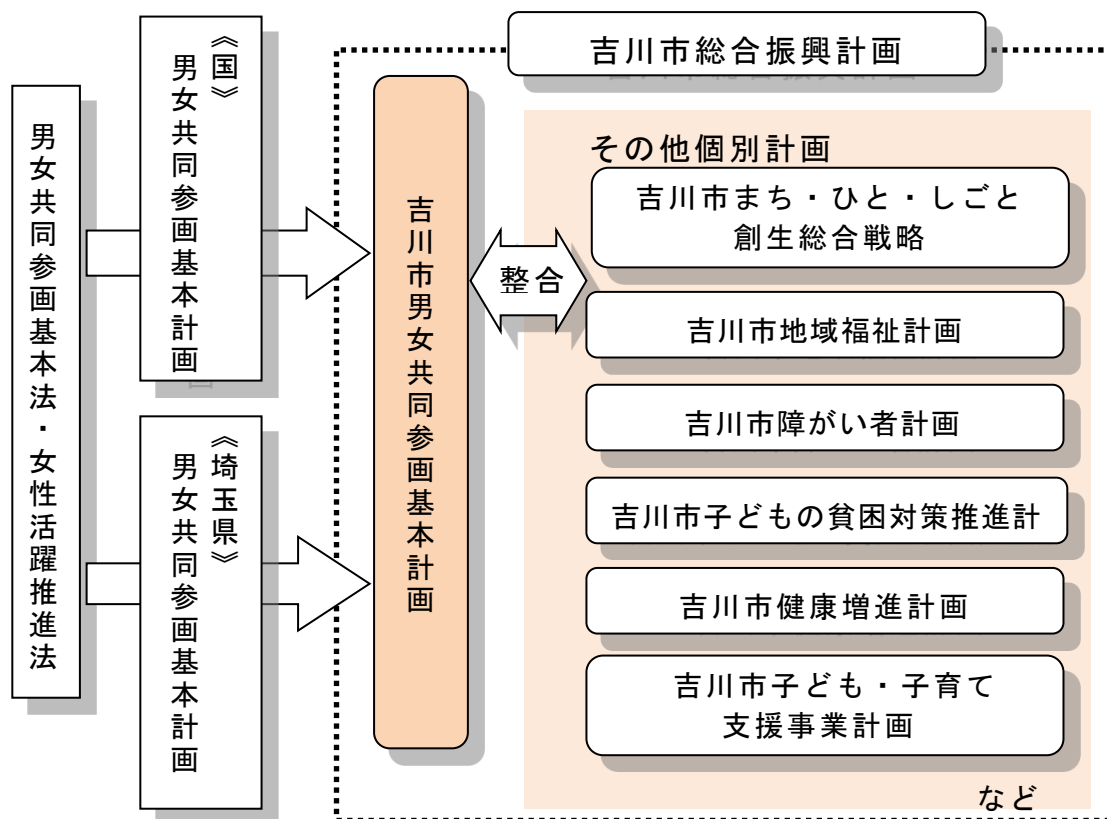 男女共同参画基本法・女性活躍推進法
《国》
男女共同参画基本計画
《埼玉県》
男女共同参画基本計画
吉川市総合振興計画
吉川市男女共同参画基本計画
整合
その他個別計画
吉川市まち・ひと・しごと
創生総合戦略
吉川市地域福祉計画
吉川市障がい者計画
吉川市子どもの貧困対策推進計
吉川市健康増進計画
吉川市子ども・子育て
支援事業計画
など